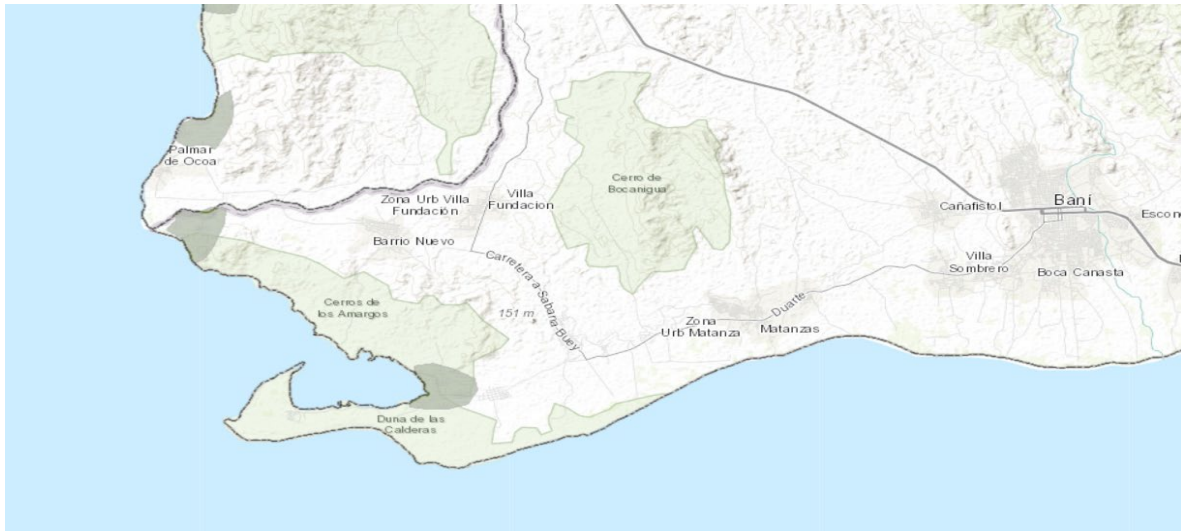 Palmar
de Ocoa
Zona Urb Villa
Fundación
Villa
Fundacion
Barrio Nuevo
Cerro de
Bocanigua
Cañafistol
Baní
Villa
Sombrero
Boca Canasta
Carretera-a-Sabana-Buey
Cerros de
los Amargos
151 m
Zona
Urb Matanza
Duarte
Matanzas
Duna de las
Calderas